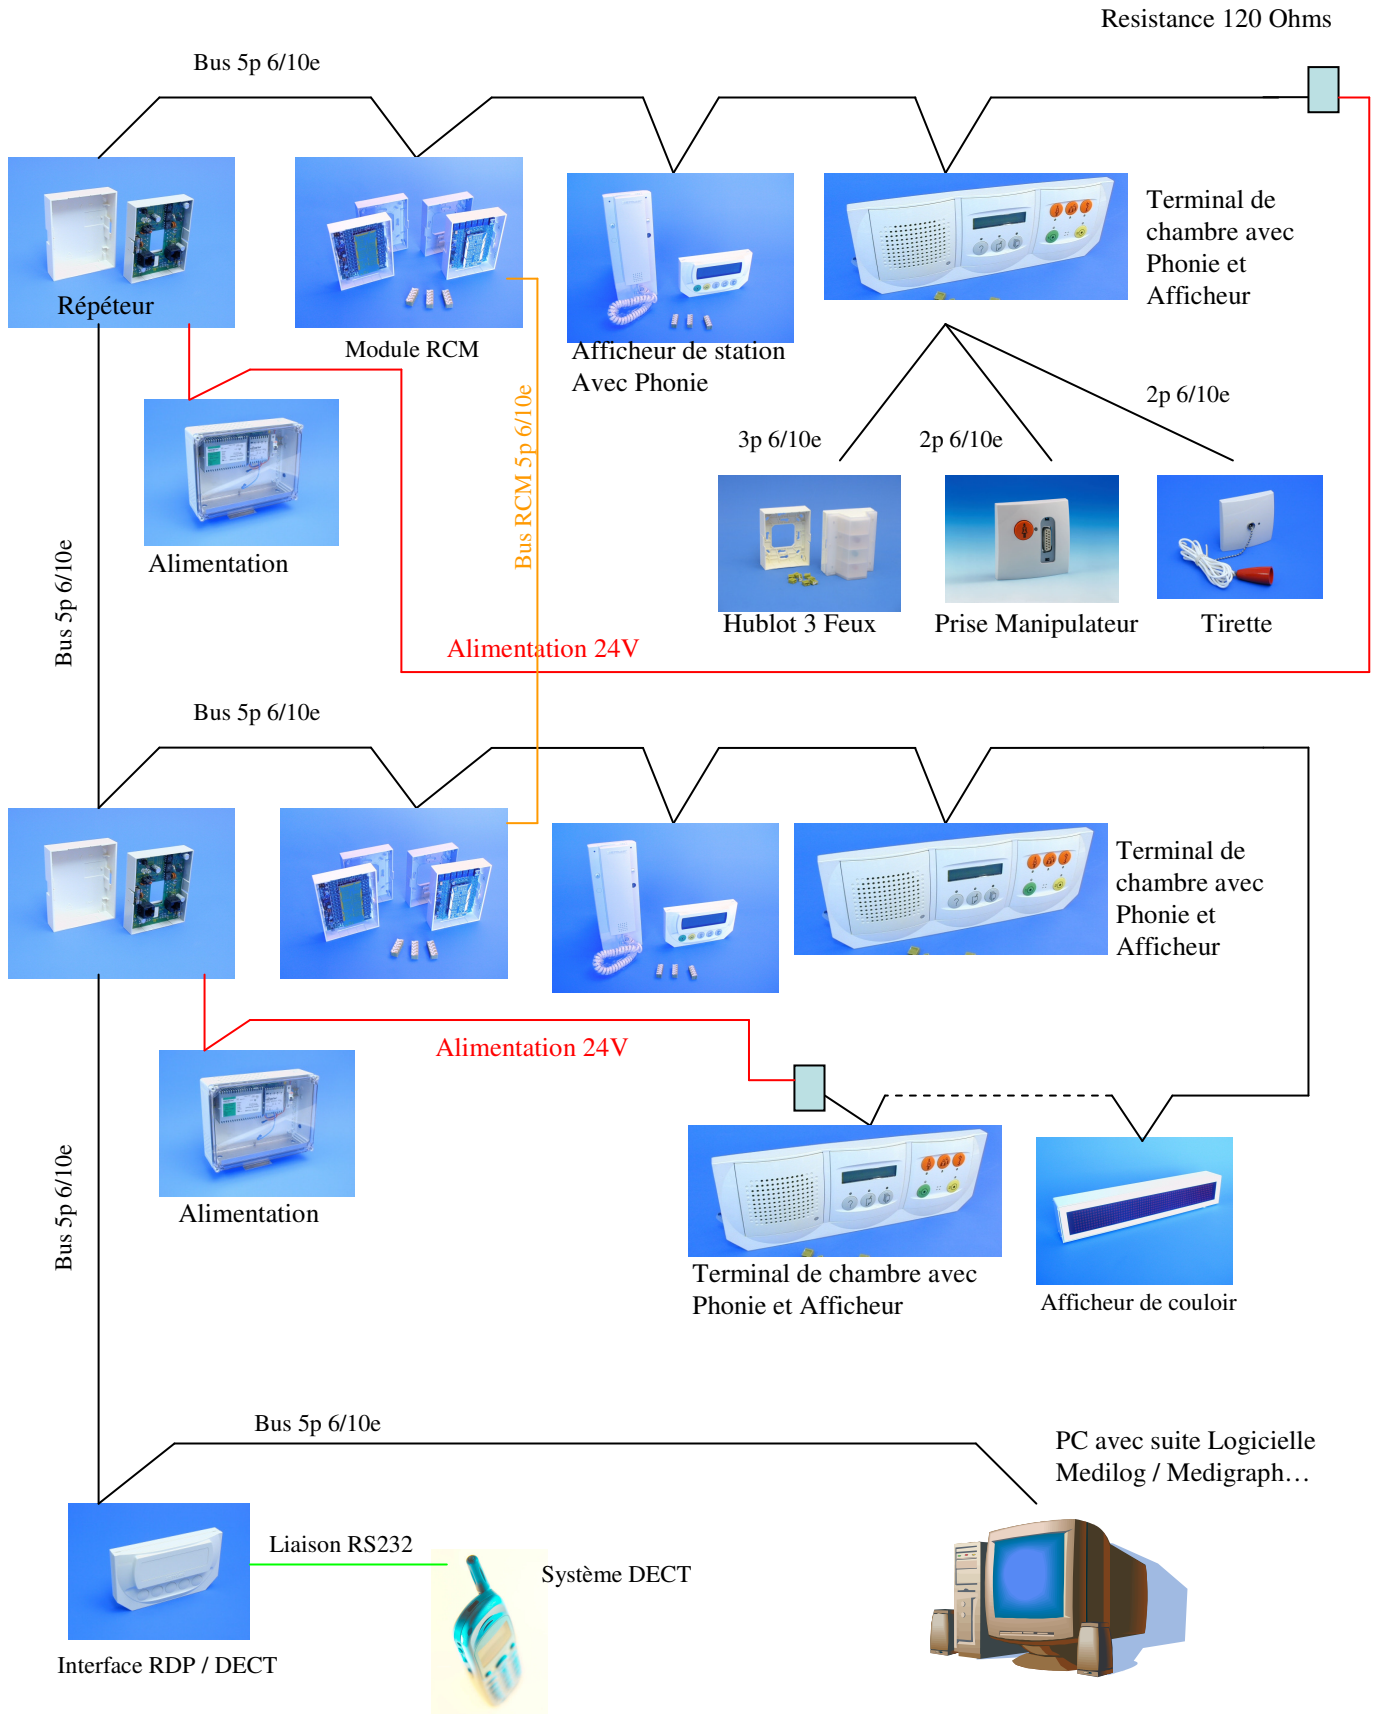 Resistance 120 Ohms
Bus 5p 6/10e
Répéteur
Module RCM
Afficheur de station
Avec Phonie
Terminal de
chambre avec
Phonie et
Afficheur
Bus RCM 5p 6/10e
3p 6/10e
2p 6/10e
2p 6/10e
Alimentation
Hublot 3 Feux
Prise Manipulateur
Tirette
Bus 5p 6/10e
Alimentation 24V
Bus 5p 6/10e
Terminal de
chambre avec
Phonie et
Afficheur
Alimentation 24V
Alimentation
Bus 5p 6/10e
Terminal de chambre avec
Phonie et Afficheur
Afficheur de couloir
Bus 5p 6/10e
PC avec suite Logicielle
Medilog / Medigraph…
Liaison RS232
Système DECT
Interface RDP / DECT